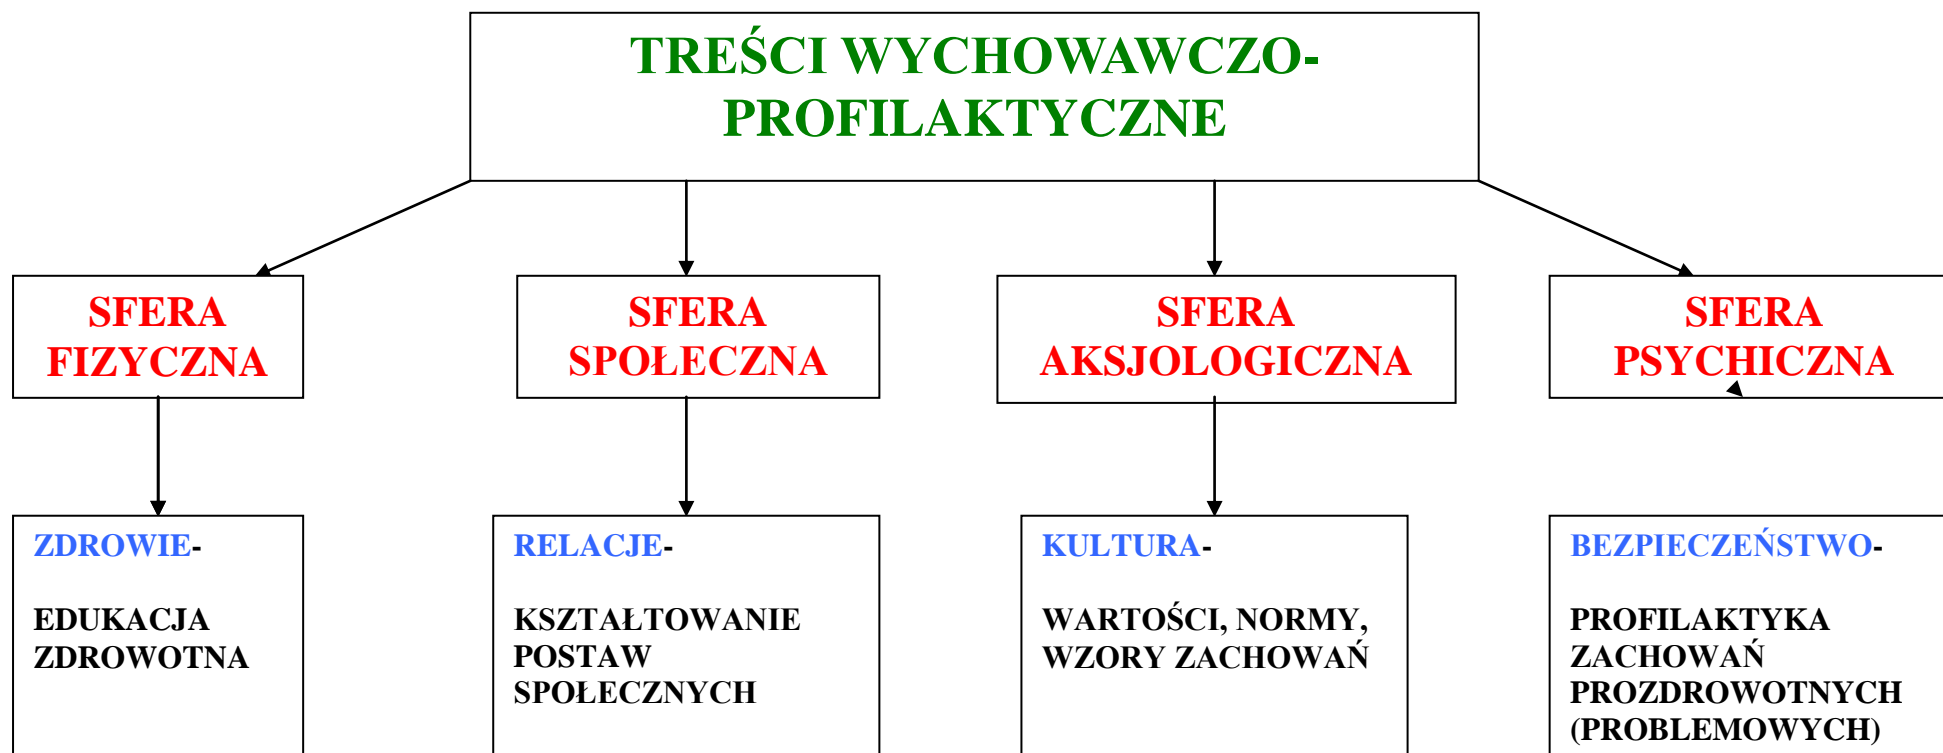 TREŚCI WYCHOWAWCZO-
PROFILAKTYCZNE
SFERA
FIZYCZNA
SFERA
SPOŁECZNA
SFERA
AKSJOLOGICZNA
SFERA
PSYCHICZNA
ZDROWIE-
EDUKACJA
ZDROWOTNA
RELACJE-
KSZTAŁTOWANIE
POSTAW
SPOŁECZNYCH
KULTURA-
WARTOŚCI, NORMY,
WZORY ZACHOWAŃ
BEZPIECZEŃSTWO-
PROFILAKTYKA
ZACHOWAŃ
PROZDROWOTNYCH
(PROBLEMOWYCH)